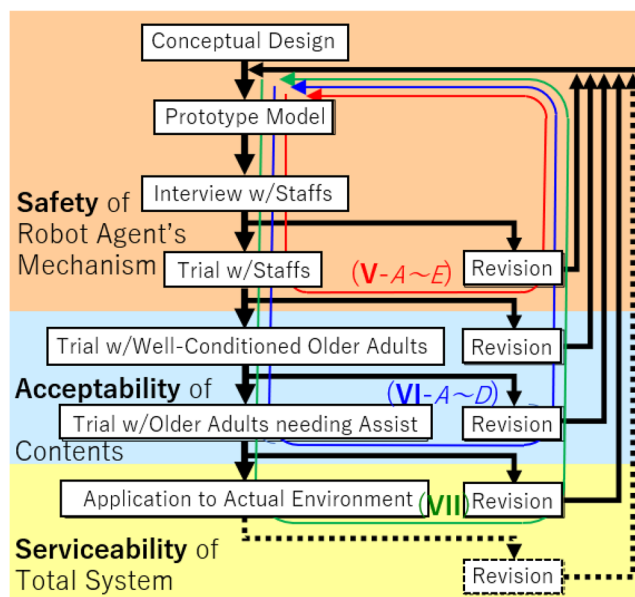 Conceptual Design
Prototype Model
Interview w/Staffs
Safety of
Robot Agent's
Mechanism
Trial w/Staffs
(V-A～E)
Revision
Trial w/Well-Conditioned Older Adults
Revision
Acceptability of
Contents
(VI-A～D)
Trial w/Older Adults needing Assist
Revision
Application to Actual Environment
(VII)
Revision
Serviceability of
Total System
Revision